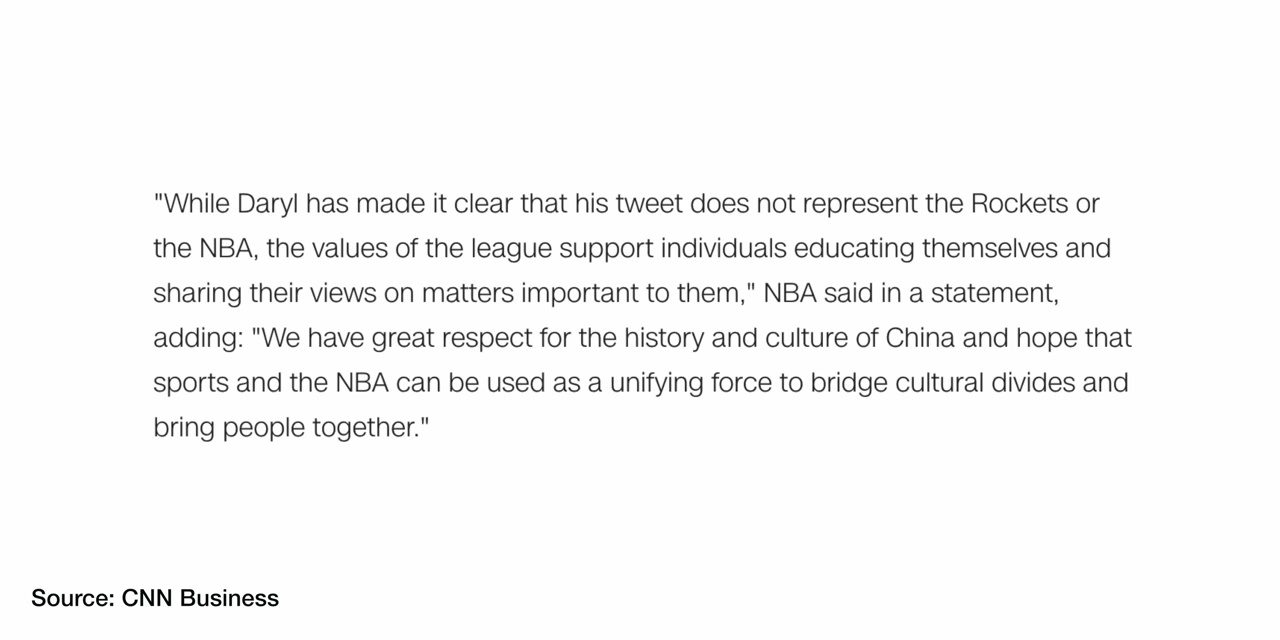 "While Daryl has made it clear that his tweet does not represent the Rockets or
the NBA, the values of the league support individuals educating themselves and
sharing their views on matters important to them," NBA said in a statement,
adding: "We have great respect for the history and culture of China and hope that
sports and the NBA can be used as a unifying force to bridge cultural divides and
bring people together."
Source: CNN Business